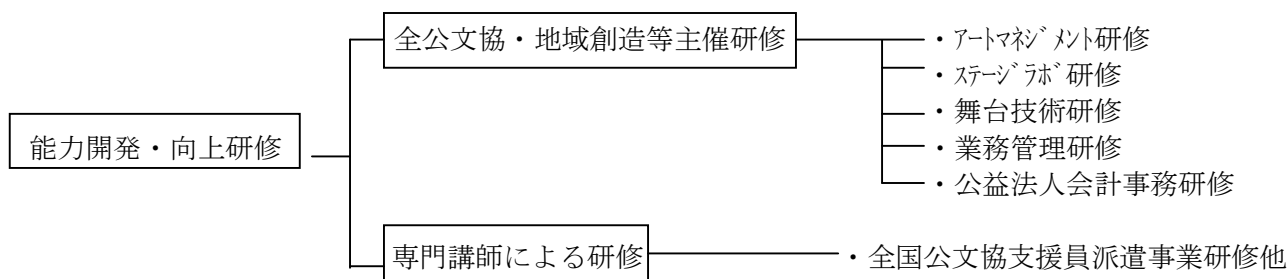 全公文協・地域創造等主催研修
・ｱｰﾄﾏﾈｼﾞﾒﾝﾄ研修
・ｽﾃｰｼﾞﾗﾎﾞ研修
・舞台技術研修
・業務管理研修
・公益法人会計事務研修
能力開発・向上研修
専門講師による研修
・全国公文協支援員派遣事業研修他